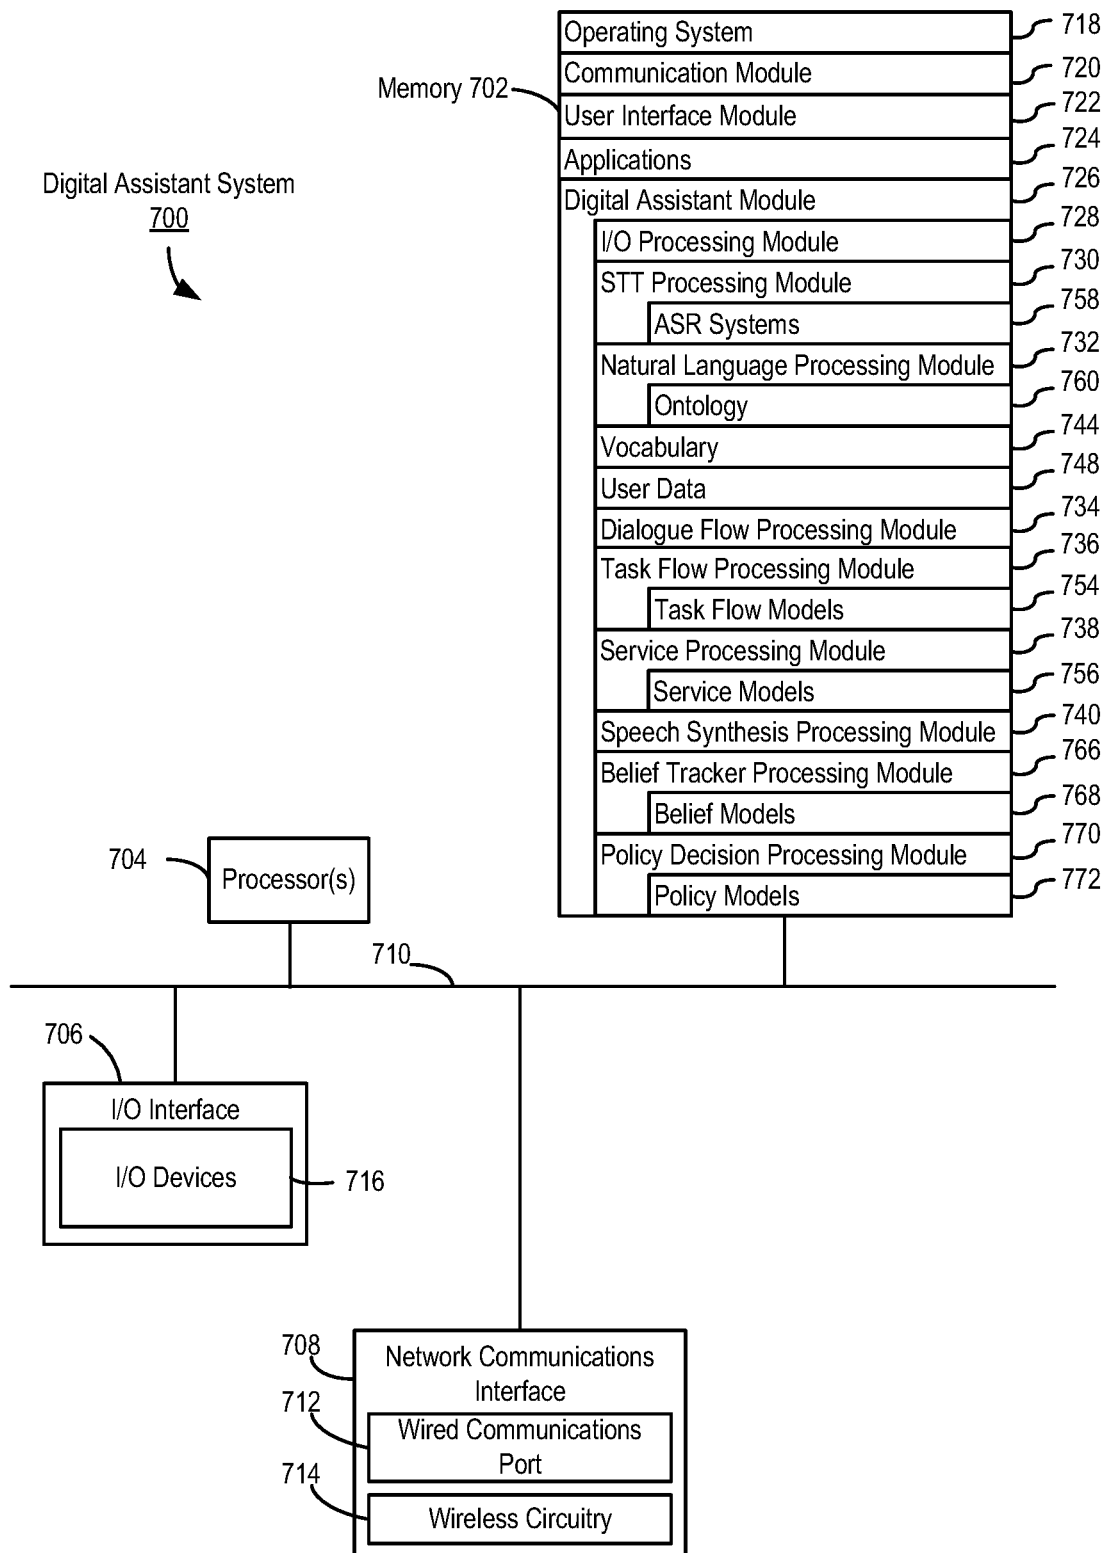 Operating System 718
Communication Module 720
Memory 702
User Interface Module 722
Applications 724
Digital Assistant System
700
Digital Assistant Module 726
I/O Processing Module 728
STT Processing Module 730
ASR Systems 758
Natural Language Processing Module 732
Ontology 760
Vocabulary 744
User Data 748
Dialogue Flow Processing Module 734
Task Flow Processing Module 736
Task Flow Models 754
Service Processing Module 738
Service Models 756
Speech Synthesis Processing Module 740
Belief Tracker Processing Module 766
Belief Models 768
Policy Decision Processing Module 770
Policy Models 772
704
Processor(s)
710
706
I/O Interface
I/O Devices
716
708
Network Communications
Interface
712
Wired Communications
Port
714
Wireless Circuitry